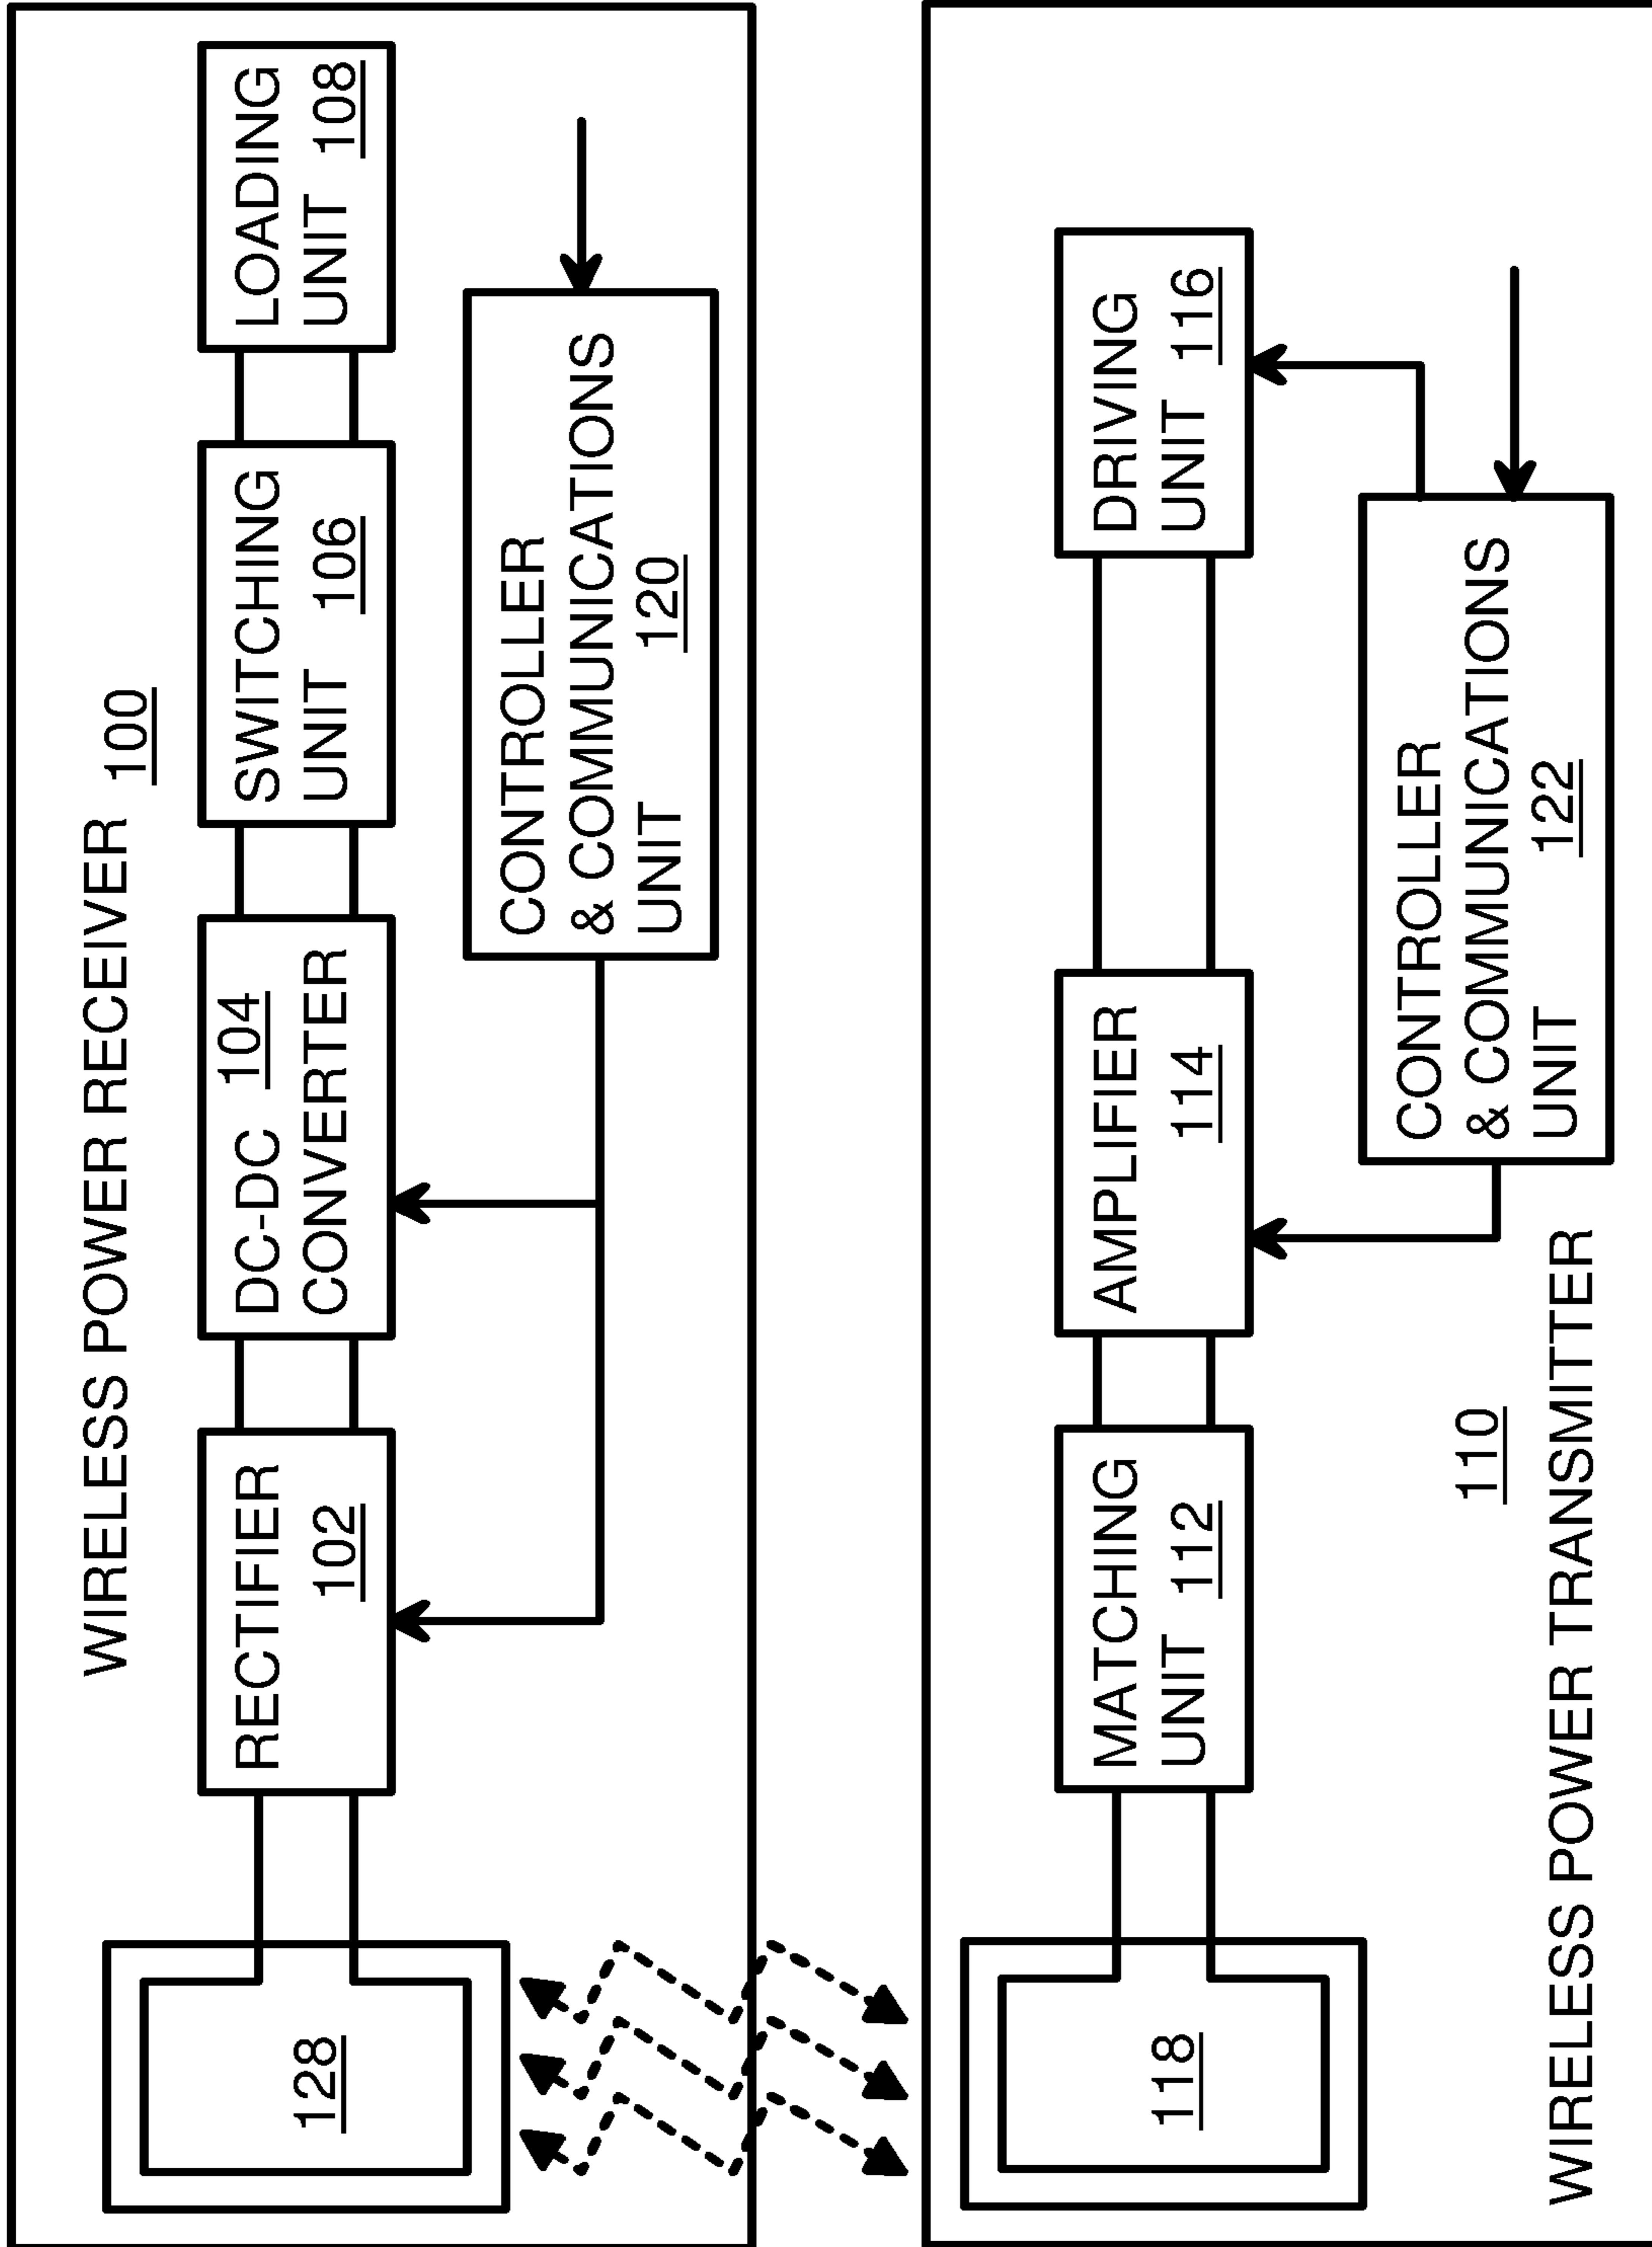 WIRELESS POWER RECEIVER 100
RECTIFIER
102
DC-DC 104
CONVERTER
SWITCHING
UNIT 106
LOADING
UNIT 108
CONTROLLER
& COMMUNICATIONS
UNIT 120
128
MATCHING
UNIT 112
AMPLIFIER
114
DRIVING
UNIT 116
118
CONTROLLER
& COMMUNICATIONS
UNIT 122
110
WIRELESS POWER TRANSMITTER